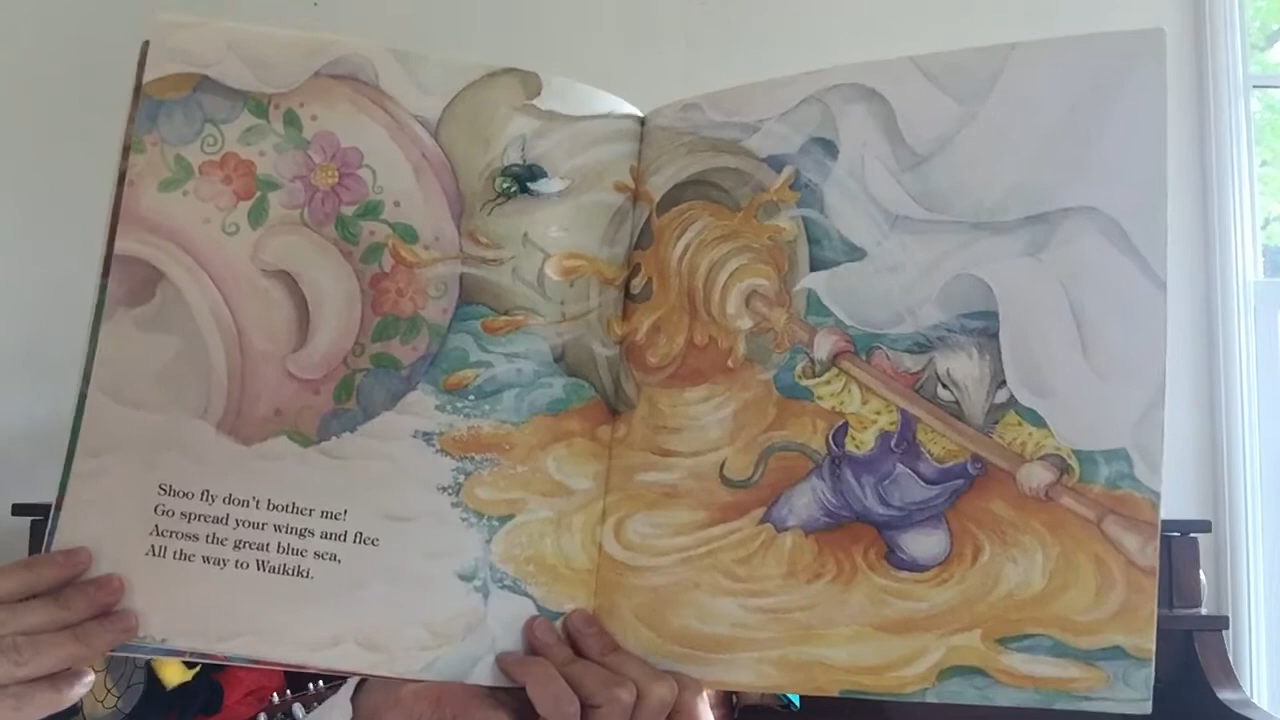 Shoo fly don't bother me!
Go spread your wings and flee
Across the great blue sea,
All the way to Waikiki.